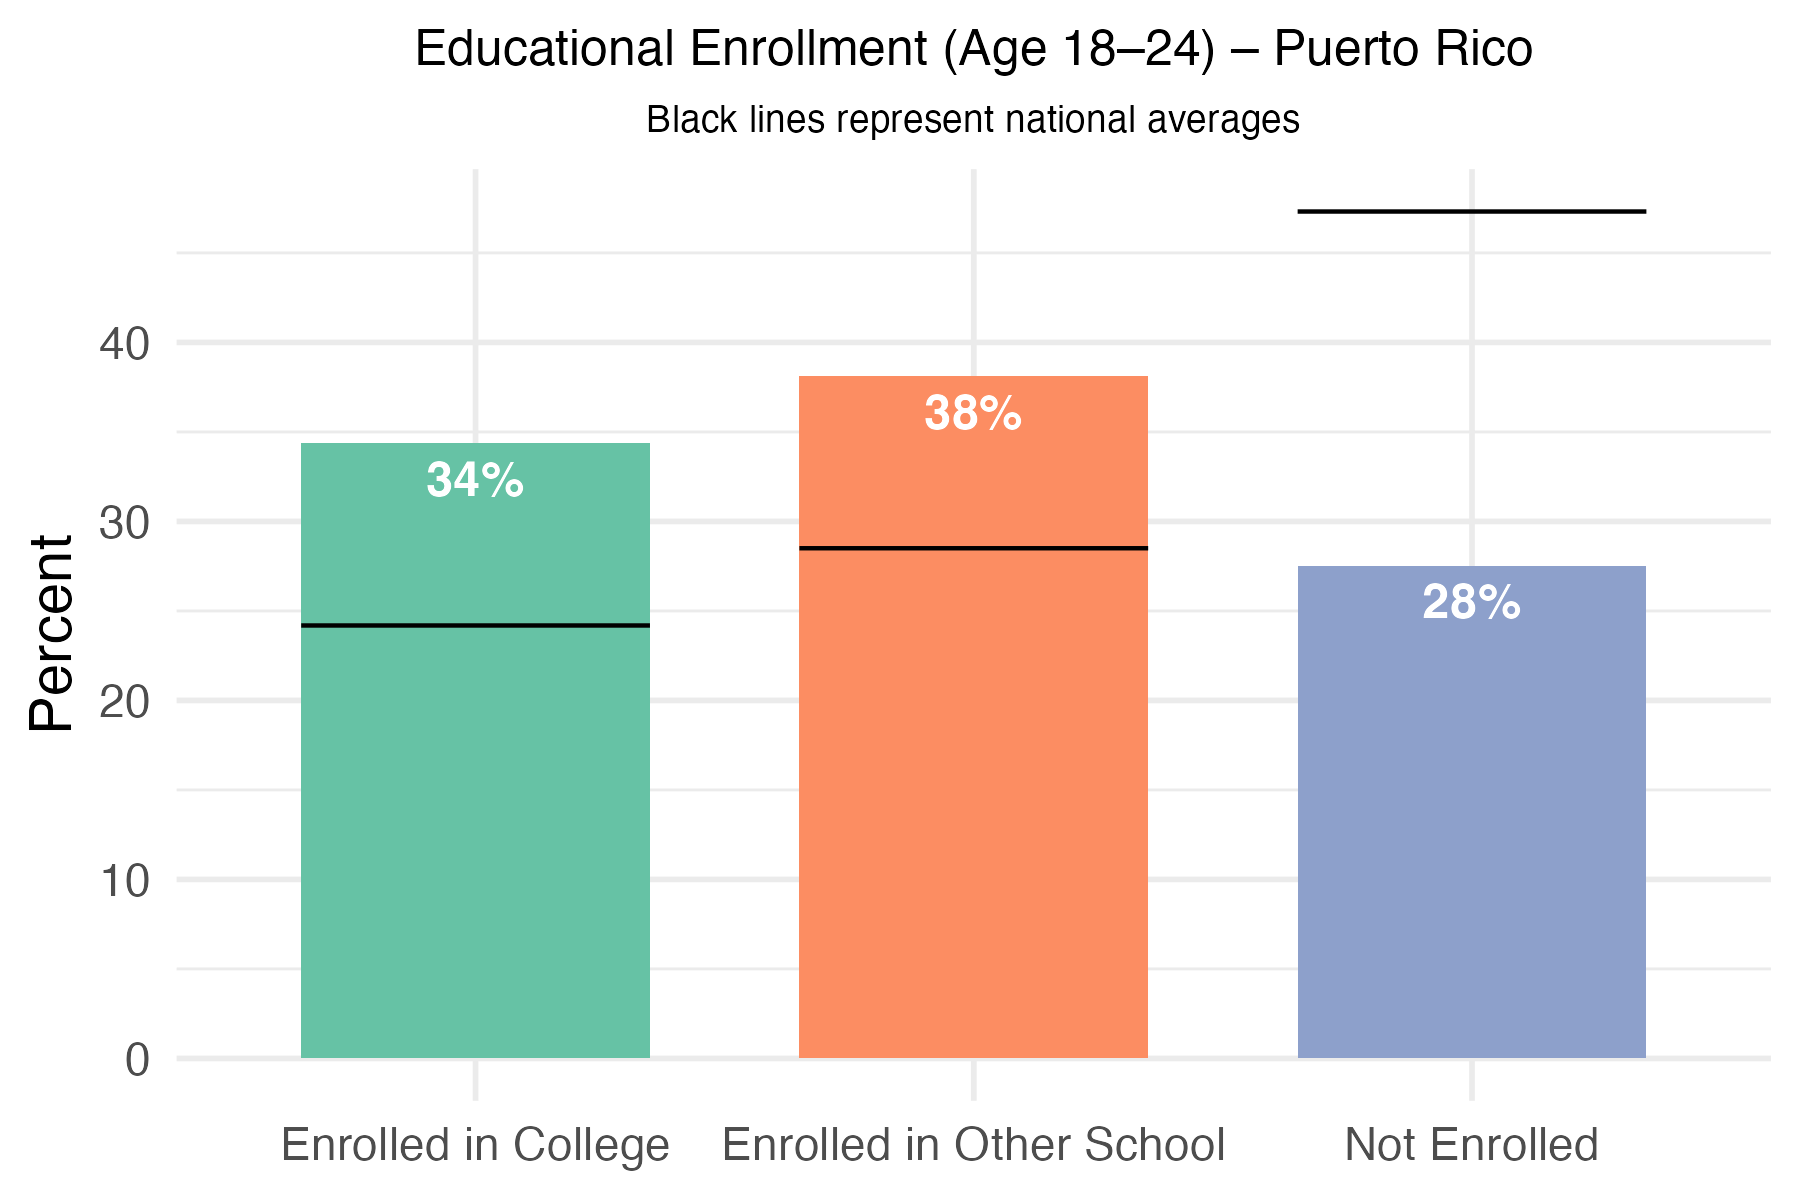 Educational Enrollment (Age 18–24) – Puerto Rico
Black lines represent national averages
Percent
40
30
20
10
0
34%
38%
28%
Enrolled in College
Enrolled in Other School
Not Enrolled